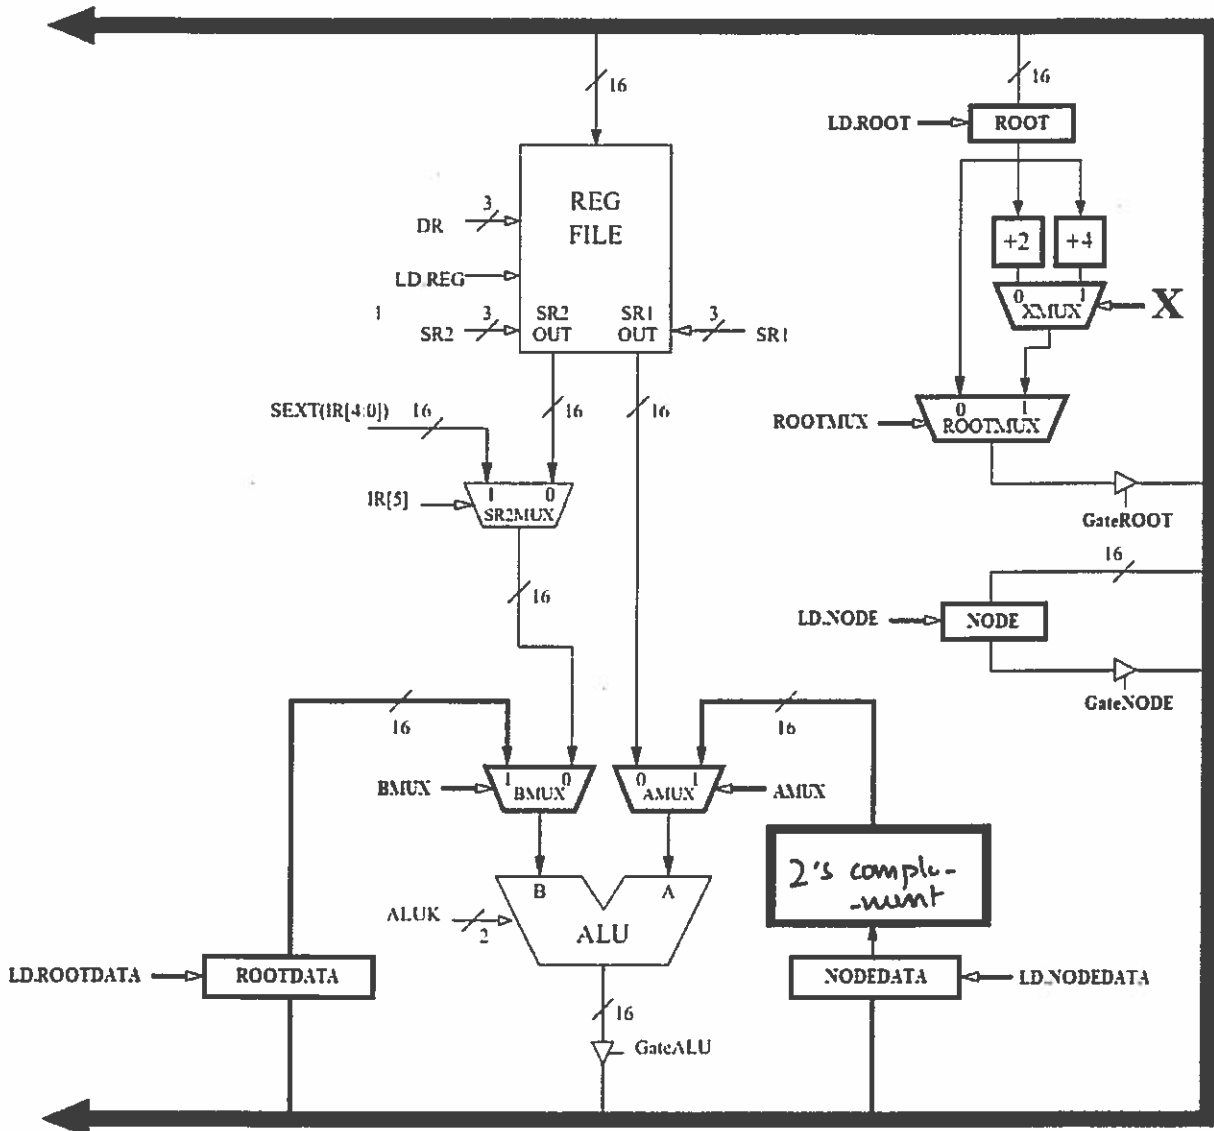 16
16
LD.ROOT
ROOT
REG
FILE
3
DR
LD.REG
+2
+4
0
1
XMUX
X
1
SR2
3
SR2
OUT
SR1
OUT
3
SR1
SEXT(IR[4:0])
16
16
16
0
1
ROOTMUX
ROOTMUX
IR[5]
1
0
SR2MUX
GateROOT
16
16
LD.NODE
NODE
GateNODE
16
16
BMUX
1
0
BMUX
0
1
AMUX
AMUX
2's comple-
-ment
B
A
ALUK
2
ALU
LD.ROOTDATA
ROOTDATA
NODEDATA
LD.NODEDATA
16
GateALU